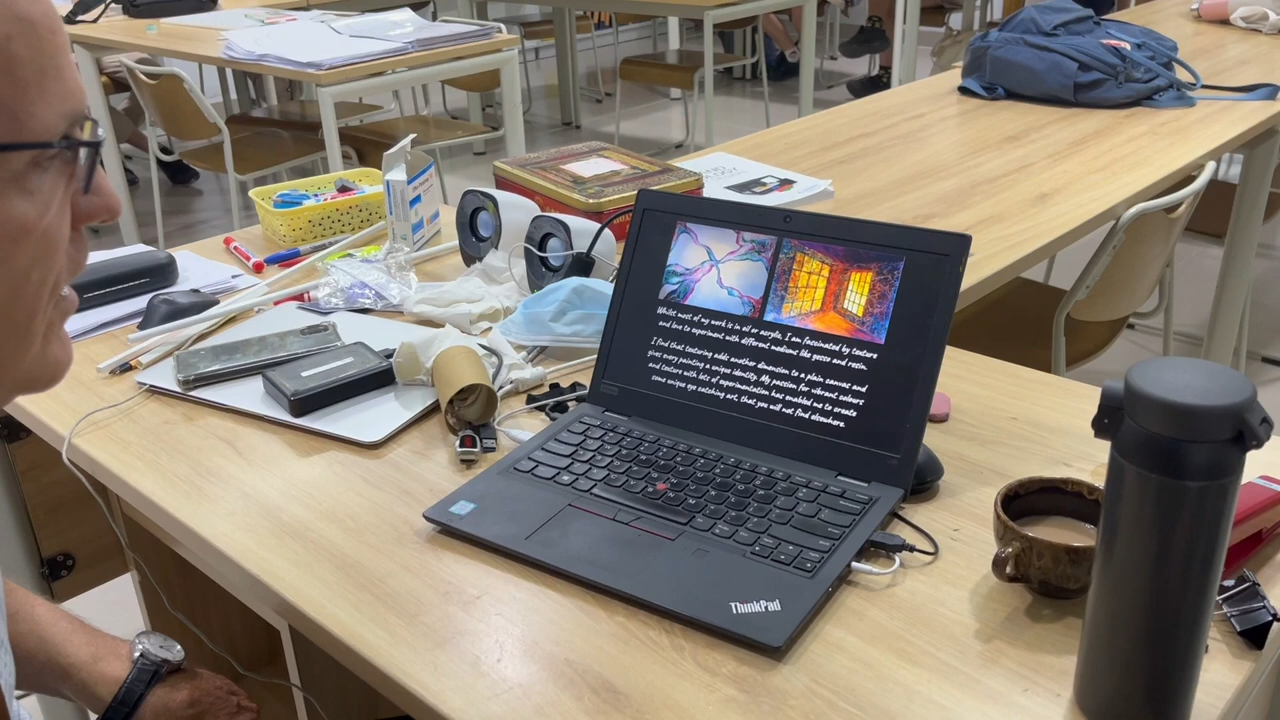 Whilst most of my work is in oil or acrylic, I am fascinated by texture
and love to experiment with different mediums like gesso and resin.
I find that texturing adds another dimension to a plain canvas and
gives every painting a unique identity. My passion for vibrant colours
and texture with lots of experimentation has enabled me to create
some unique eye catching art, that you will not find elsewhere.
ThinkPad